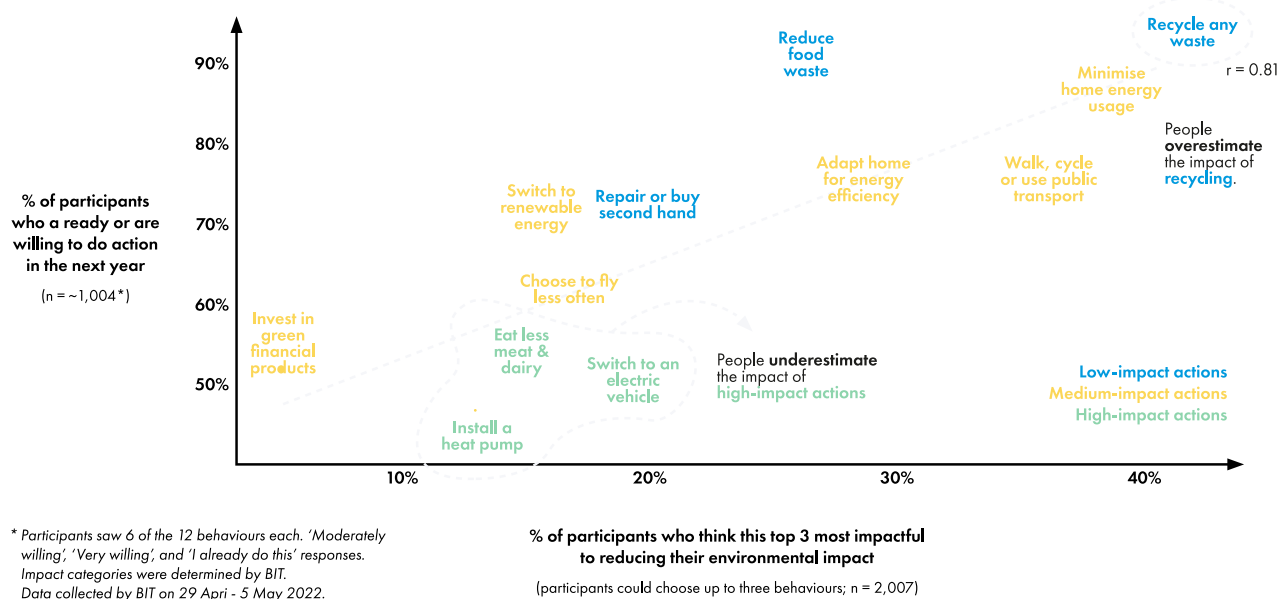 Recycle any
waste
r = 0.81
Reduce
food
waste
90%
Minimise
home energy
usage
People
overestimate
the impact of
recycling.
80%
Adapt home
for energy
efficiency
Walk, cycle
or use public
transport
% of participants
who a ready or are
willing to do action
in the next year
(n = ~1,004*)
Switch to
renewable
energy
Repair or buy
second hand
70%
Choose to fly
less often
60%
Invest in
green
financial
products
Eat less
meat &
dairy
Switch to an
electric
vehicle
People underestimate
the impact of
high-impact actions
Low-impact actions
Medium-impact actions
High-impact actions
50%
Install a
heat pump
10%
20%
30%
40%
* Participants saw 6 of the 12 behaviours each. ‘Moderately
willing’, ‘Very willing’, and ‘I already do this’ responses.
Impact categories were determined by BIT.
Data collected by BIT on 29 Apri - 5 May 2022.
% of participants who think this top 3 most impactful
to reducing their environmental impact
(participants could choose up to three behaviours; n = 2,007)